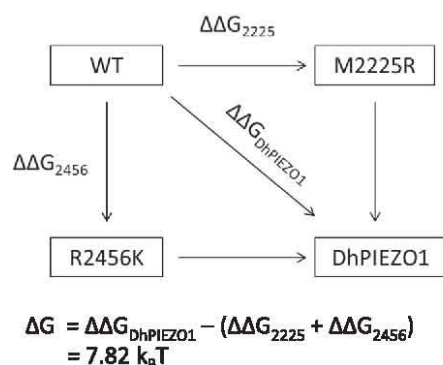 ΔΔG2225
WT
M2225R
ΔΔGDhPIEZO1
ΔΔG2456
R2456K
DhPIEZO1
ΔG = ΔΔGDhPIEZO1 – (ΔΔG2225 + ΔΔG2456)
= 7.82 kBT